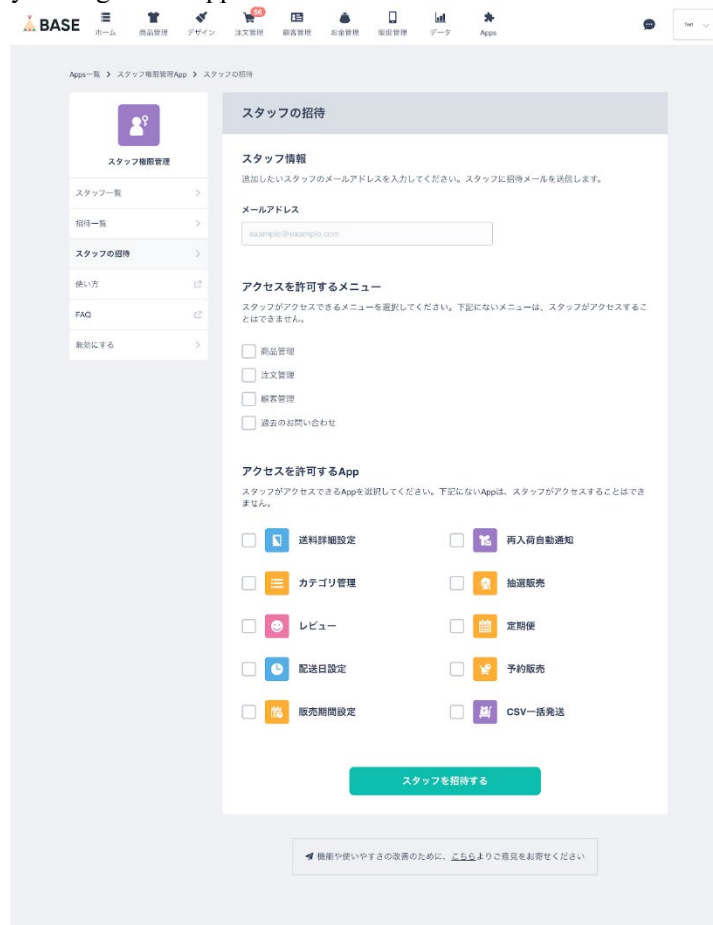 BASE
56
ホーム 商品管理 デザイン 注文管理 顧客管理 お金管理 販促管理 データ Apps
Apps一覧 > スタッフ権限管理App > スタッフの招待
スタッフ権限管理
スタッフ一覧
招待一覧
スタッフの招待
使い方
FAQ
無効にする
スタッフの招待
スタッフ情報
追加したいスタッフのメールアドレスを入力してください。スタッフに招待メールを送信します。
メールアドレス
example@example.com
アクセスを許可するメニュー
スタッフがアクセスできるメニューを選択してください。下記にないメニューは、スタッフがアクセスするこ
とはできません。
商品管理
注文管理
顧客管理
過去のお問い合わせ
アクセスを許可するApp
スタッフがアクセスできるAppを選択してください。下記にないAppは、スタッフがアクセスすることはでき
ません。
送料詳細設定 再入荷自動通知
カテゴリ管理 抽選販売
レビュー 定期便
配送日設定 予約販売
販売期間設定 CSV一括発送
スタッフを招待する
機能や使いやすさの改善のために、こちらよりご意見をお寄せください